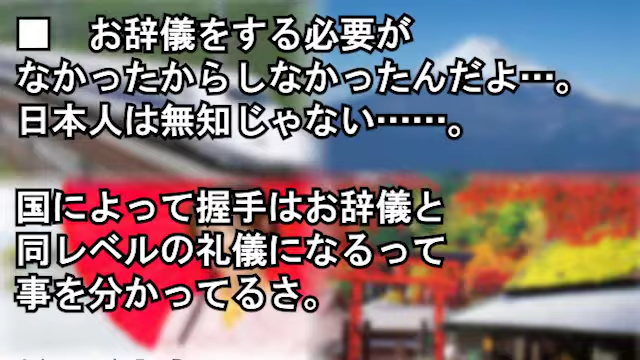 ■　お辞儀をする必要が
なかったからしなかったんだよ…。
日本人は無知じゃない……。
国によって握手はお辞儀と
同レベルの礼儀になるって
事を分かってるさ。